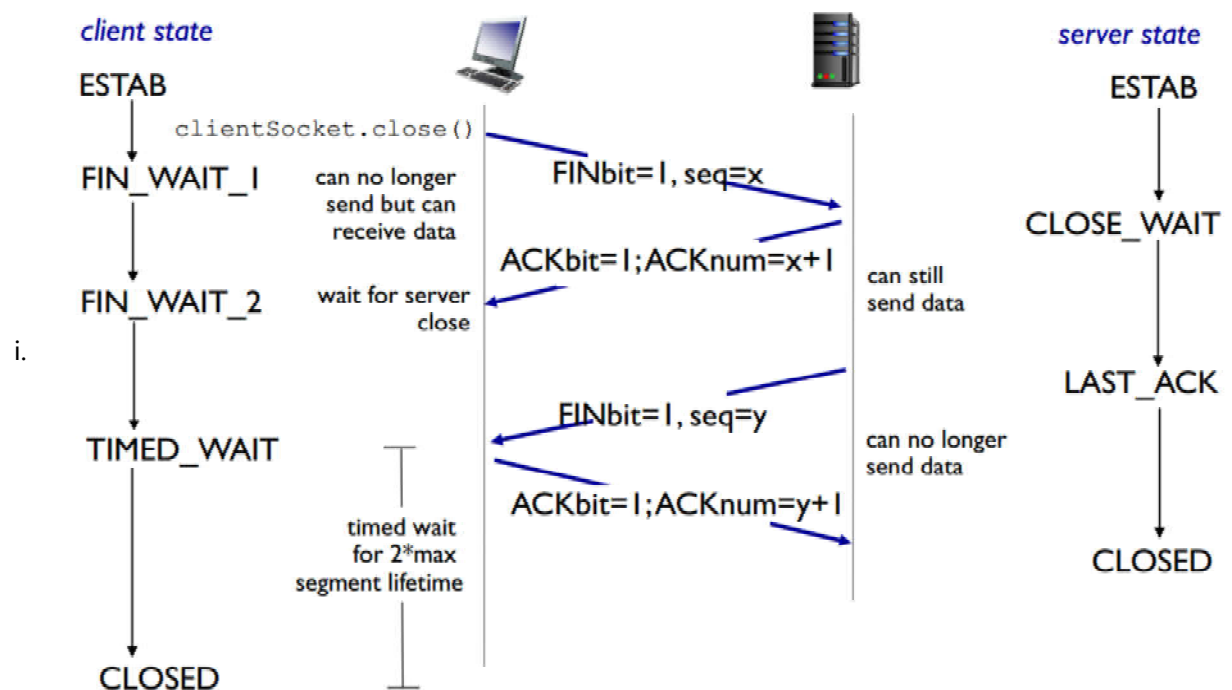 client state
server state
ESTAB
ESTAB
clientSocket.close()
FINbit=1, seq=x
FIN_WAIT_1
can no longer
send but can
receive data
CLOSE_WAIT
ACKbit=1; ACKnum=x+1
can still
send data
FIN_WAIT_2
wait for server
close
i.
LAST_ACK
FINbit=1, seq=y
can no longer
send data
TIMED_WAIT
ACKbit=1; ACKnum=y+1
timed wait
for 2*max
segment lifetime
CLOSED
CLOSED